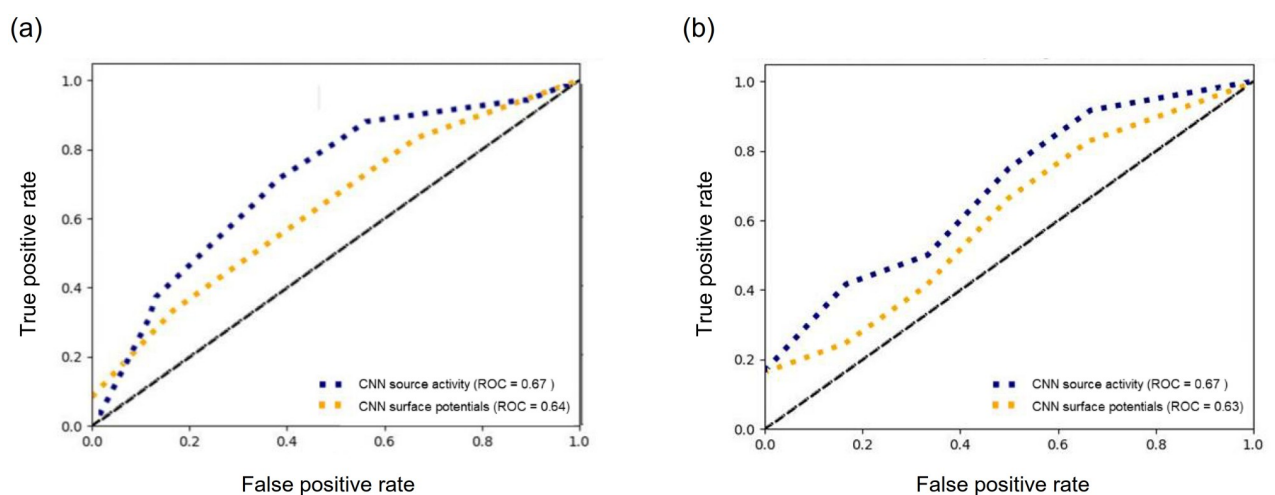 (a)
True positive rate
1.0
0.8
0.6
0.4
0.2
0.0
CNN source activity (ROC = 0.67 )
CNN surface potentials (ROC = 0.64)
0.0 0.2 0.4 0.6 0.8 1.0
False positive rate
(b)
True positive rate
1.0
0.8
0.6
0.4
0.2
0.0
CNN source activity (ROC = 0.67 )
CNN surface potentials (ROC = 0.63)
0.0 0.2 0.4 0.6 0.8 1.0
False positive rate